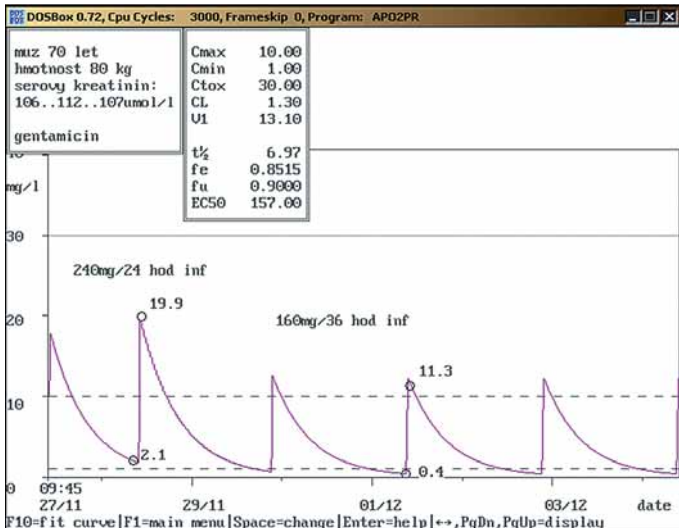 DOSBox 0.72, Cpu Cycles: 3000, Frameskip 0, Program: APO2PR
muz 70 let
hmotnost 80 kg
serovy kreatinin:
106..112..107umol/l
gentamicin
Cmax 10.00
Cmin 1.00
Ctox 30.00
CL 1.30
V1 13.10
t½ 6.97
fe 0.8515
fu 0.9000
EC50 157.00
mg/l
30
240mg/24 hod inf
19.9
20
160mg/36 hod inf
11.3
10
2.1
0.4
0 09:45
27/11 29/11 01/12 03/12 date
F10=fit curve|F1=main menu|Space=change|Enter=help|↔,PgDn,PgUp=display